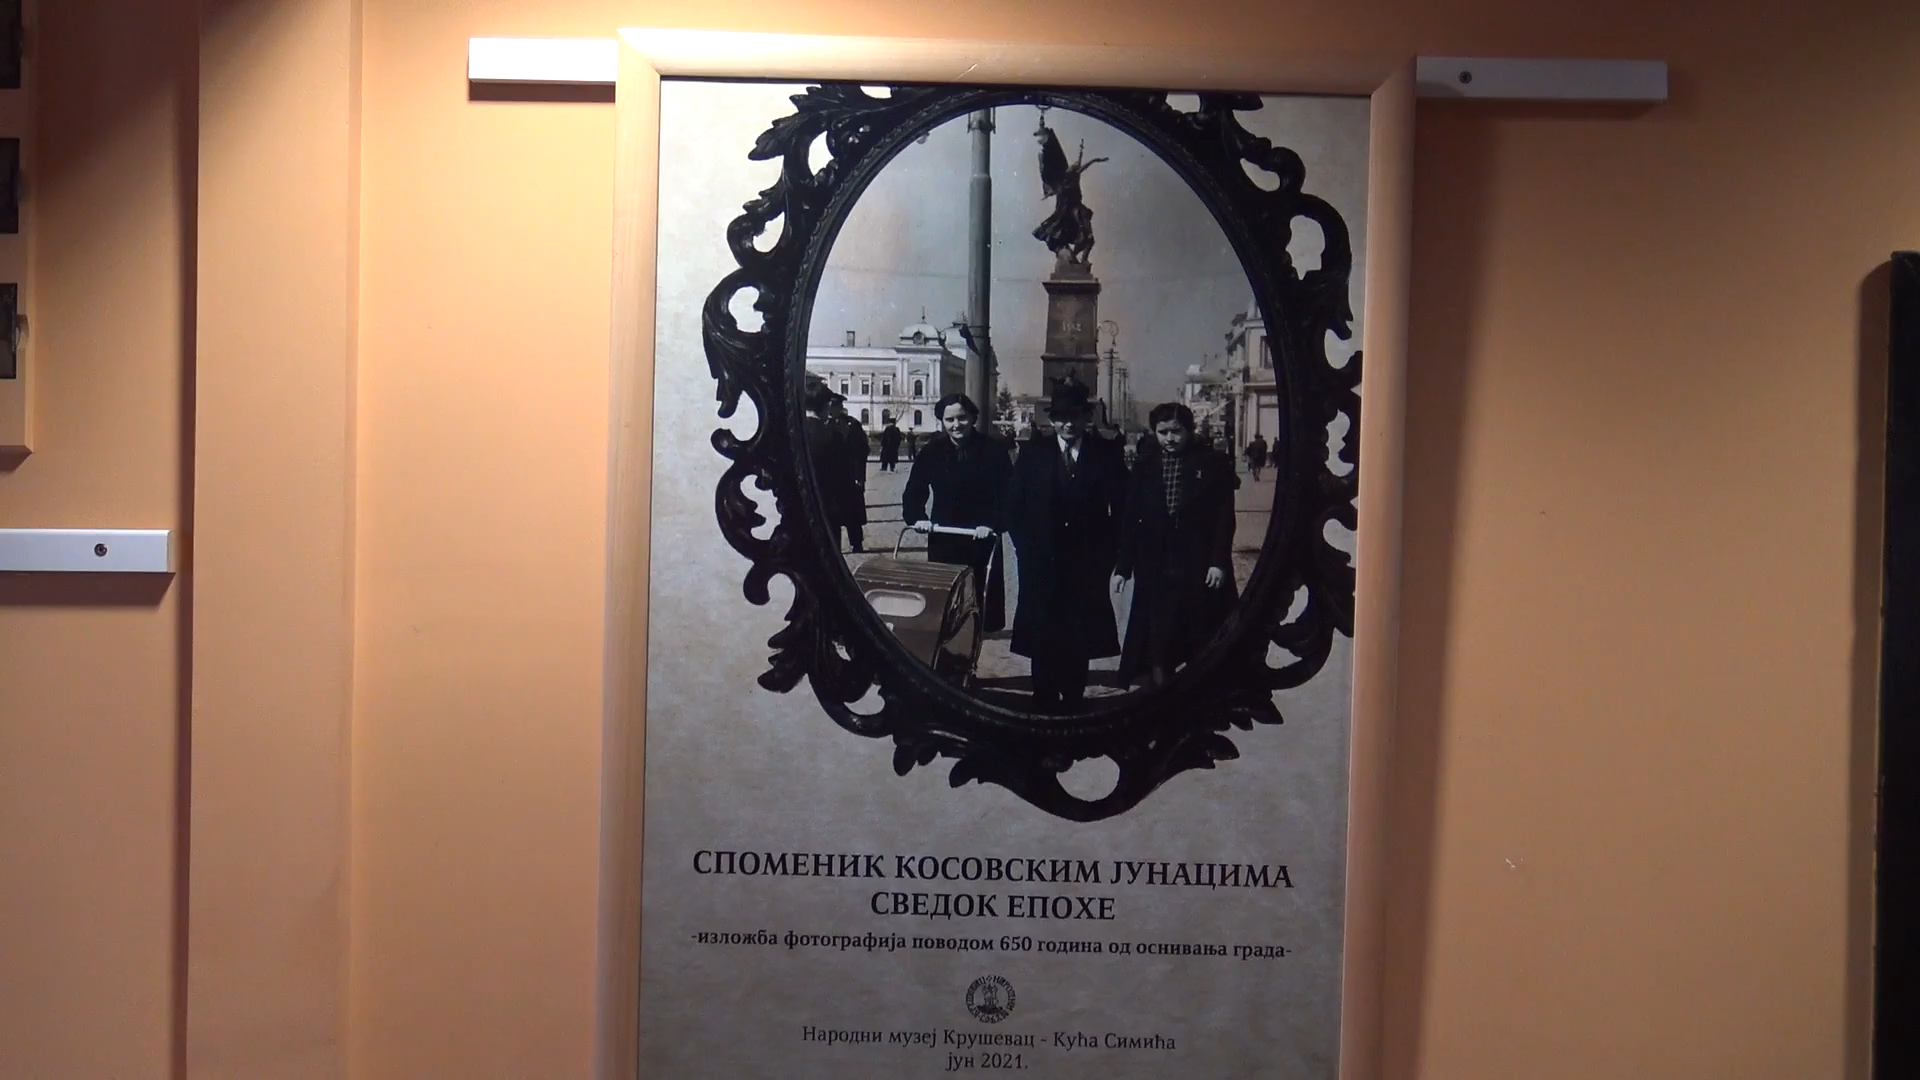 СПОМЕНИК КОСОВСКИМ ЈУНАЦИМА
СВЕДОК ЕПОХЕ
-изложба фотографија поводом 650 година од оснивања града-
Народни музеј Крушевац - Кућа Симића
јун 2021.